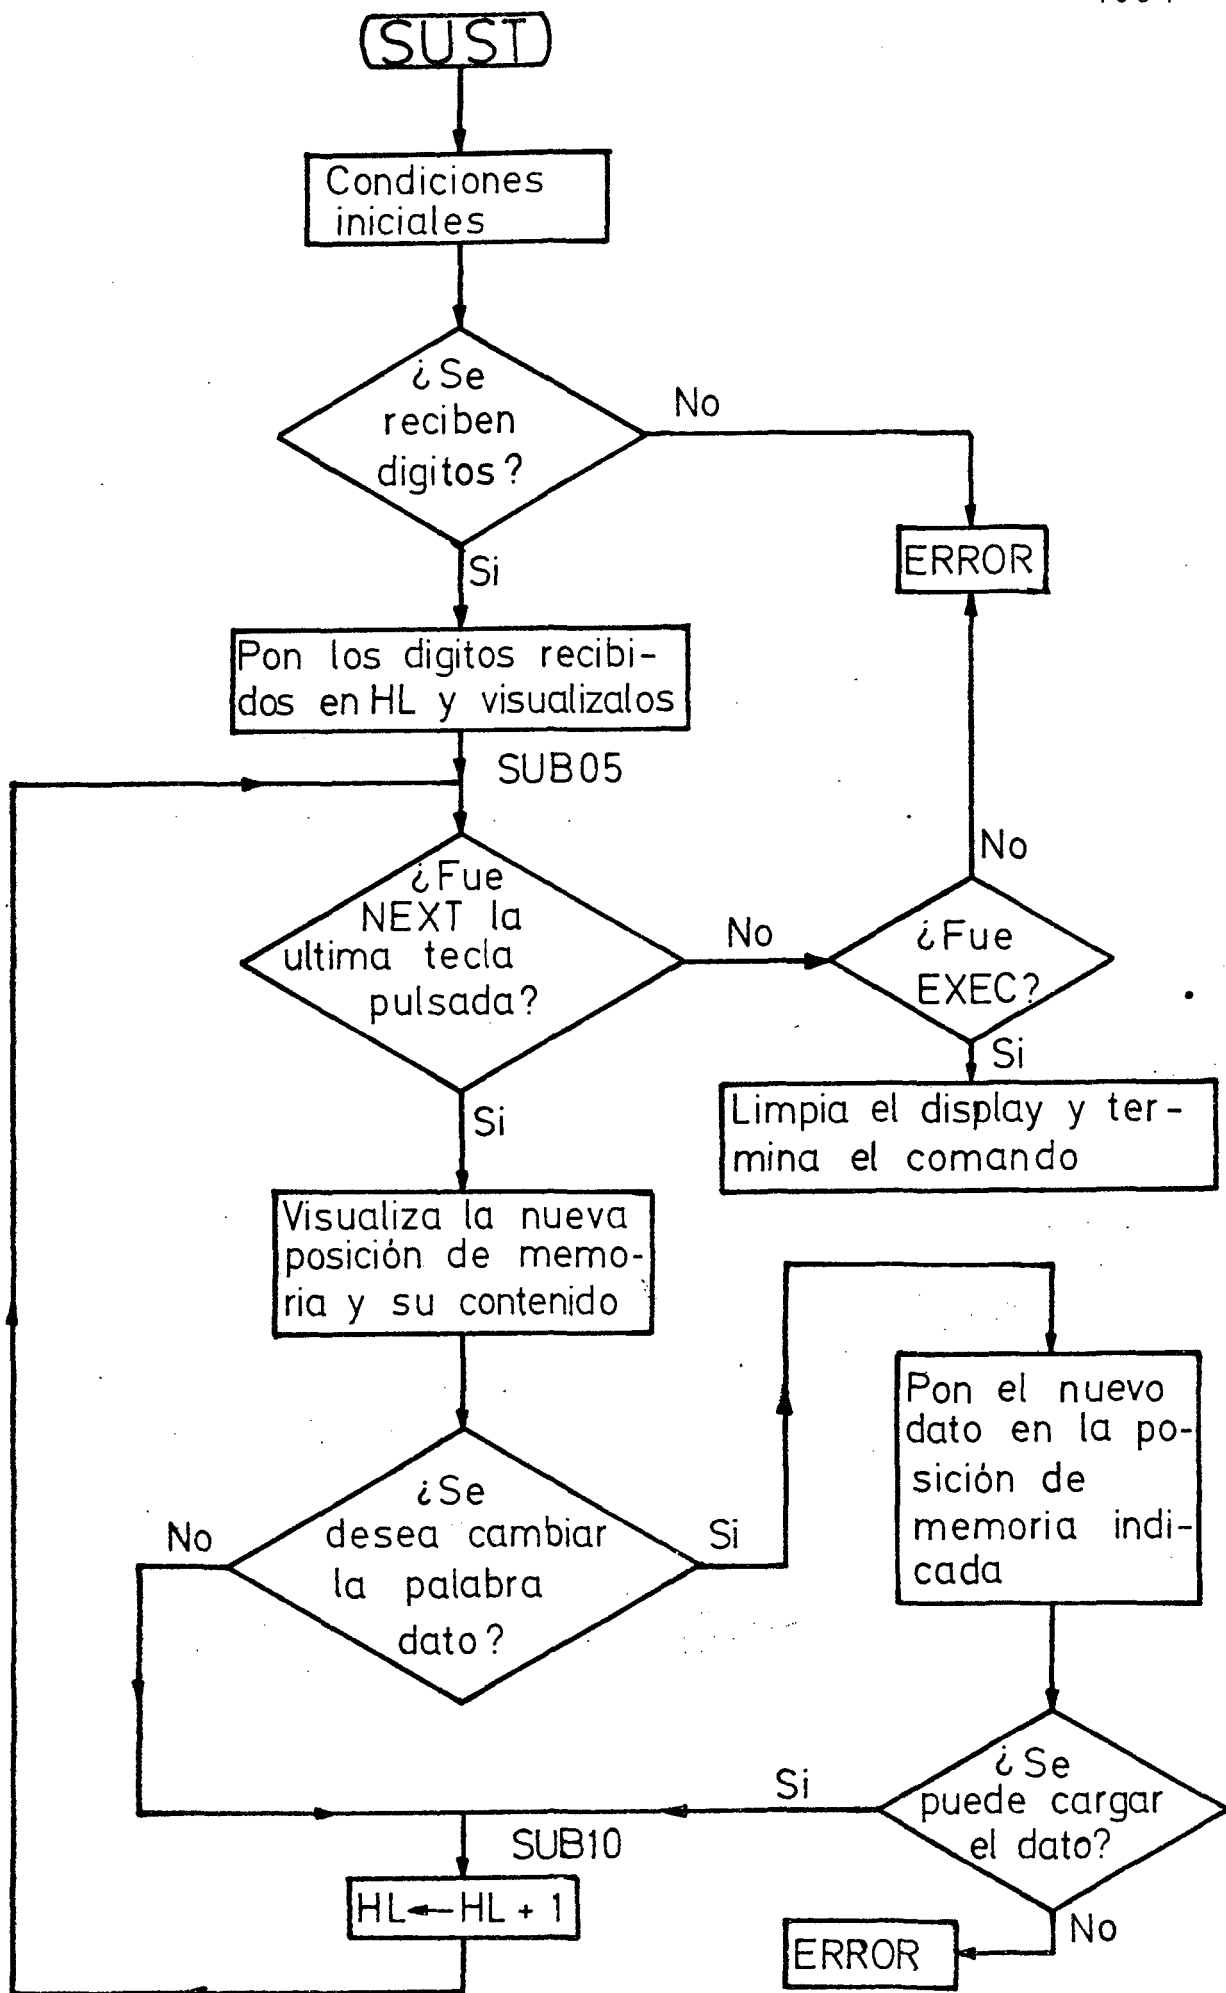 SUST
Condiciones
iniciales
¿Se
reciben
digitos?
No
Si
ERROR
Pon los digitos recibi-
dos en HL y visualizalos
SUB05
¿Fue
NEXT la
ultima tecla
pulsada?
No
No
¿Fue
EXEC?
Si
Si
Limpia el display y ter-
mina el comando
Visualiza la nueva
posición de memo-
ria y su contenido
¿Se
desea cambiar
la palabra
dato?
No
Si
Pon el nuevo
dato en la po-
sición de
memoria indi-
cada
¿Se
puede cargar
el dato?
Si
No
SUB10
HL ← HL + 1
ERROR